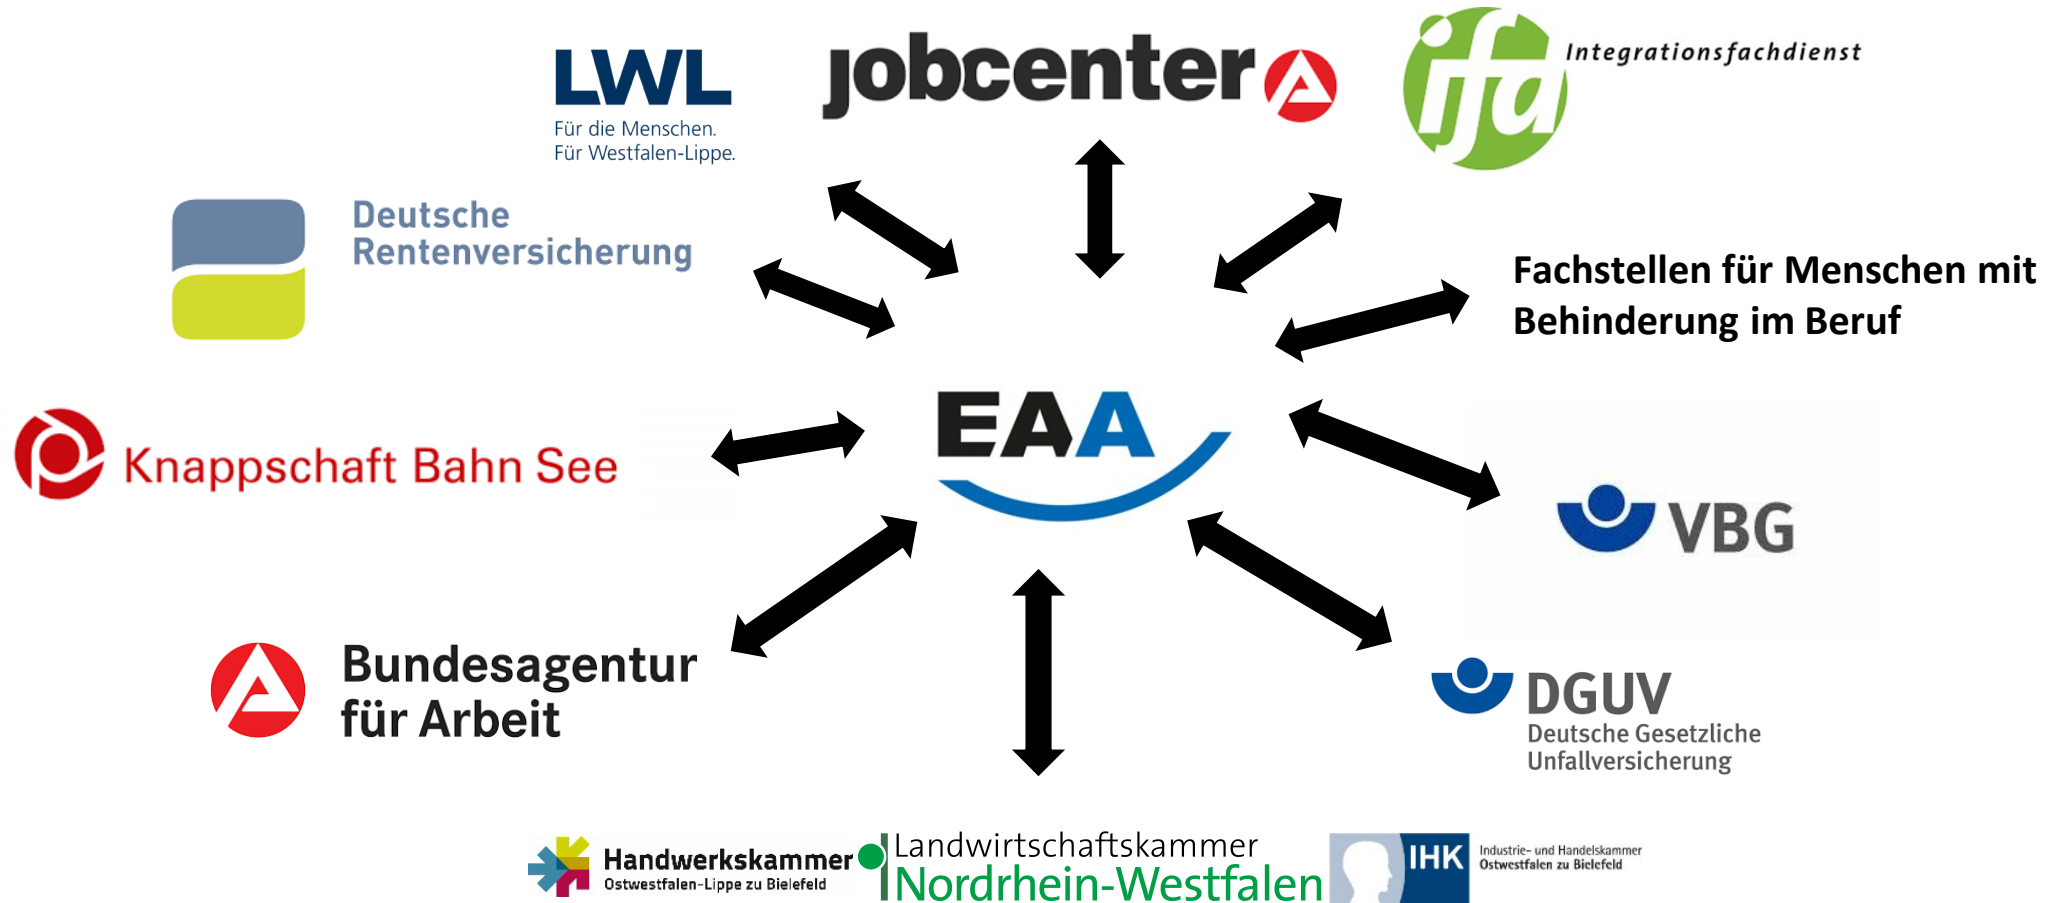 LWL
Für die Menschen.
Für Westfalen-Lippe.
jobcenter
ifd
Integrationsfachdienst
Deutsche
Rentenversicherung
Fachstellen für Menschen mit
Behinderung im Beruf
Knappschaft Bahn See
EAA
VBG
Bundesagentur
für Arbeit
DGUV
Deutsche Gesetzliche
Unfallversicherung
Handwerkskammer
Ostwestfalen-Lippe zu Bielefeld
Landwirtschaftskammer
Nordrhein-Westfalen
IHK
Industrie- und Handelskammer
Ostwestfalen zu Bielefeld